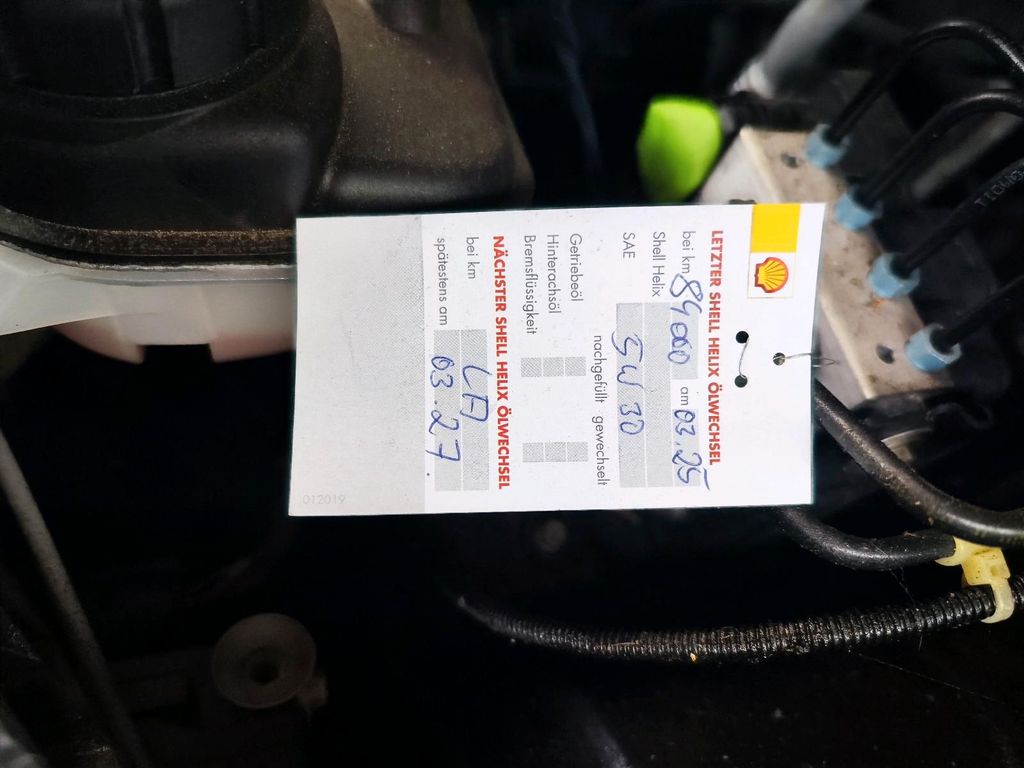 LETZTER SHELL HELIX ÖLWECHSEL
bei km 89000 am 03.25
Shell Helix
SAE 5W30
nachgefüllt gewechselt
Getriebeöl
Hinterachsöl
Bremsflüssigkeit
NÄCHSTER SHELL HELIX ÖLWECHSEL
bei km LA
spätestens am 03.27
012019